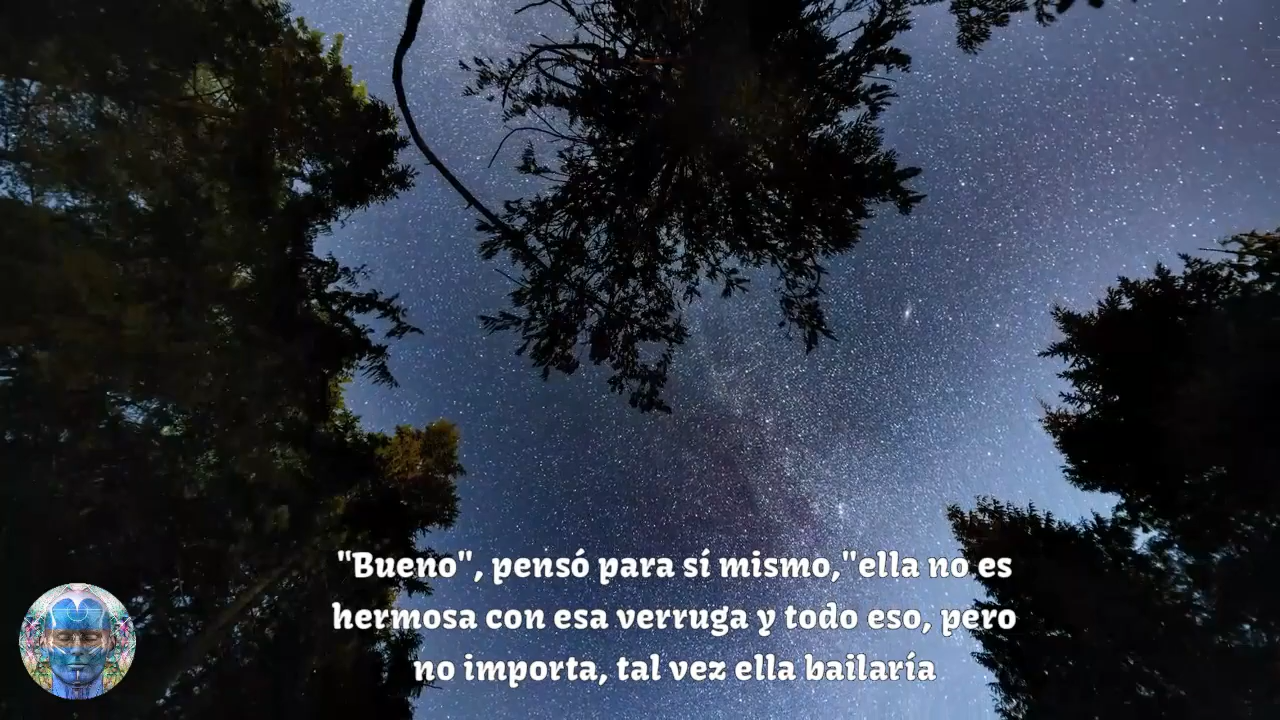 "Bueno", pensó para sí mismo,"ella no es
hermosa con esa verruga y todo eso, pero
no importa, tal vez ella bailaría